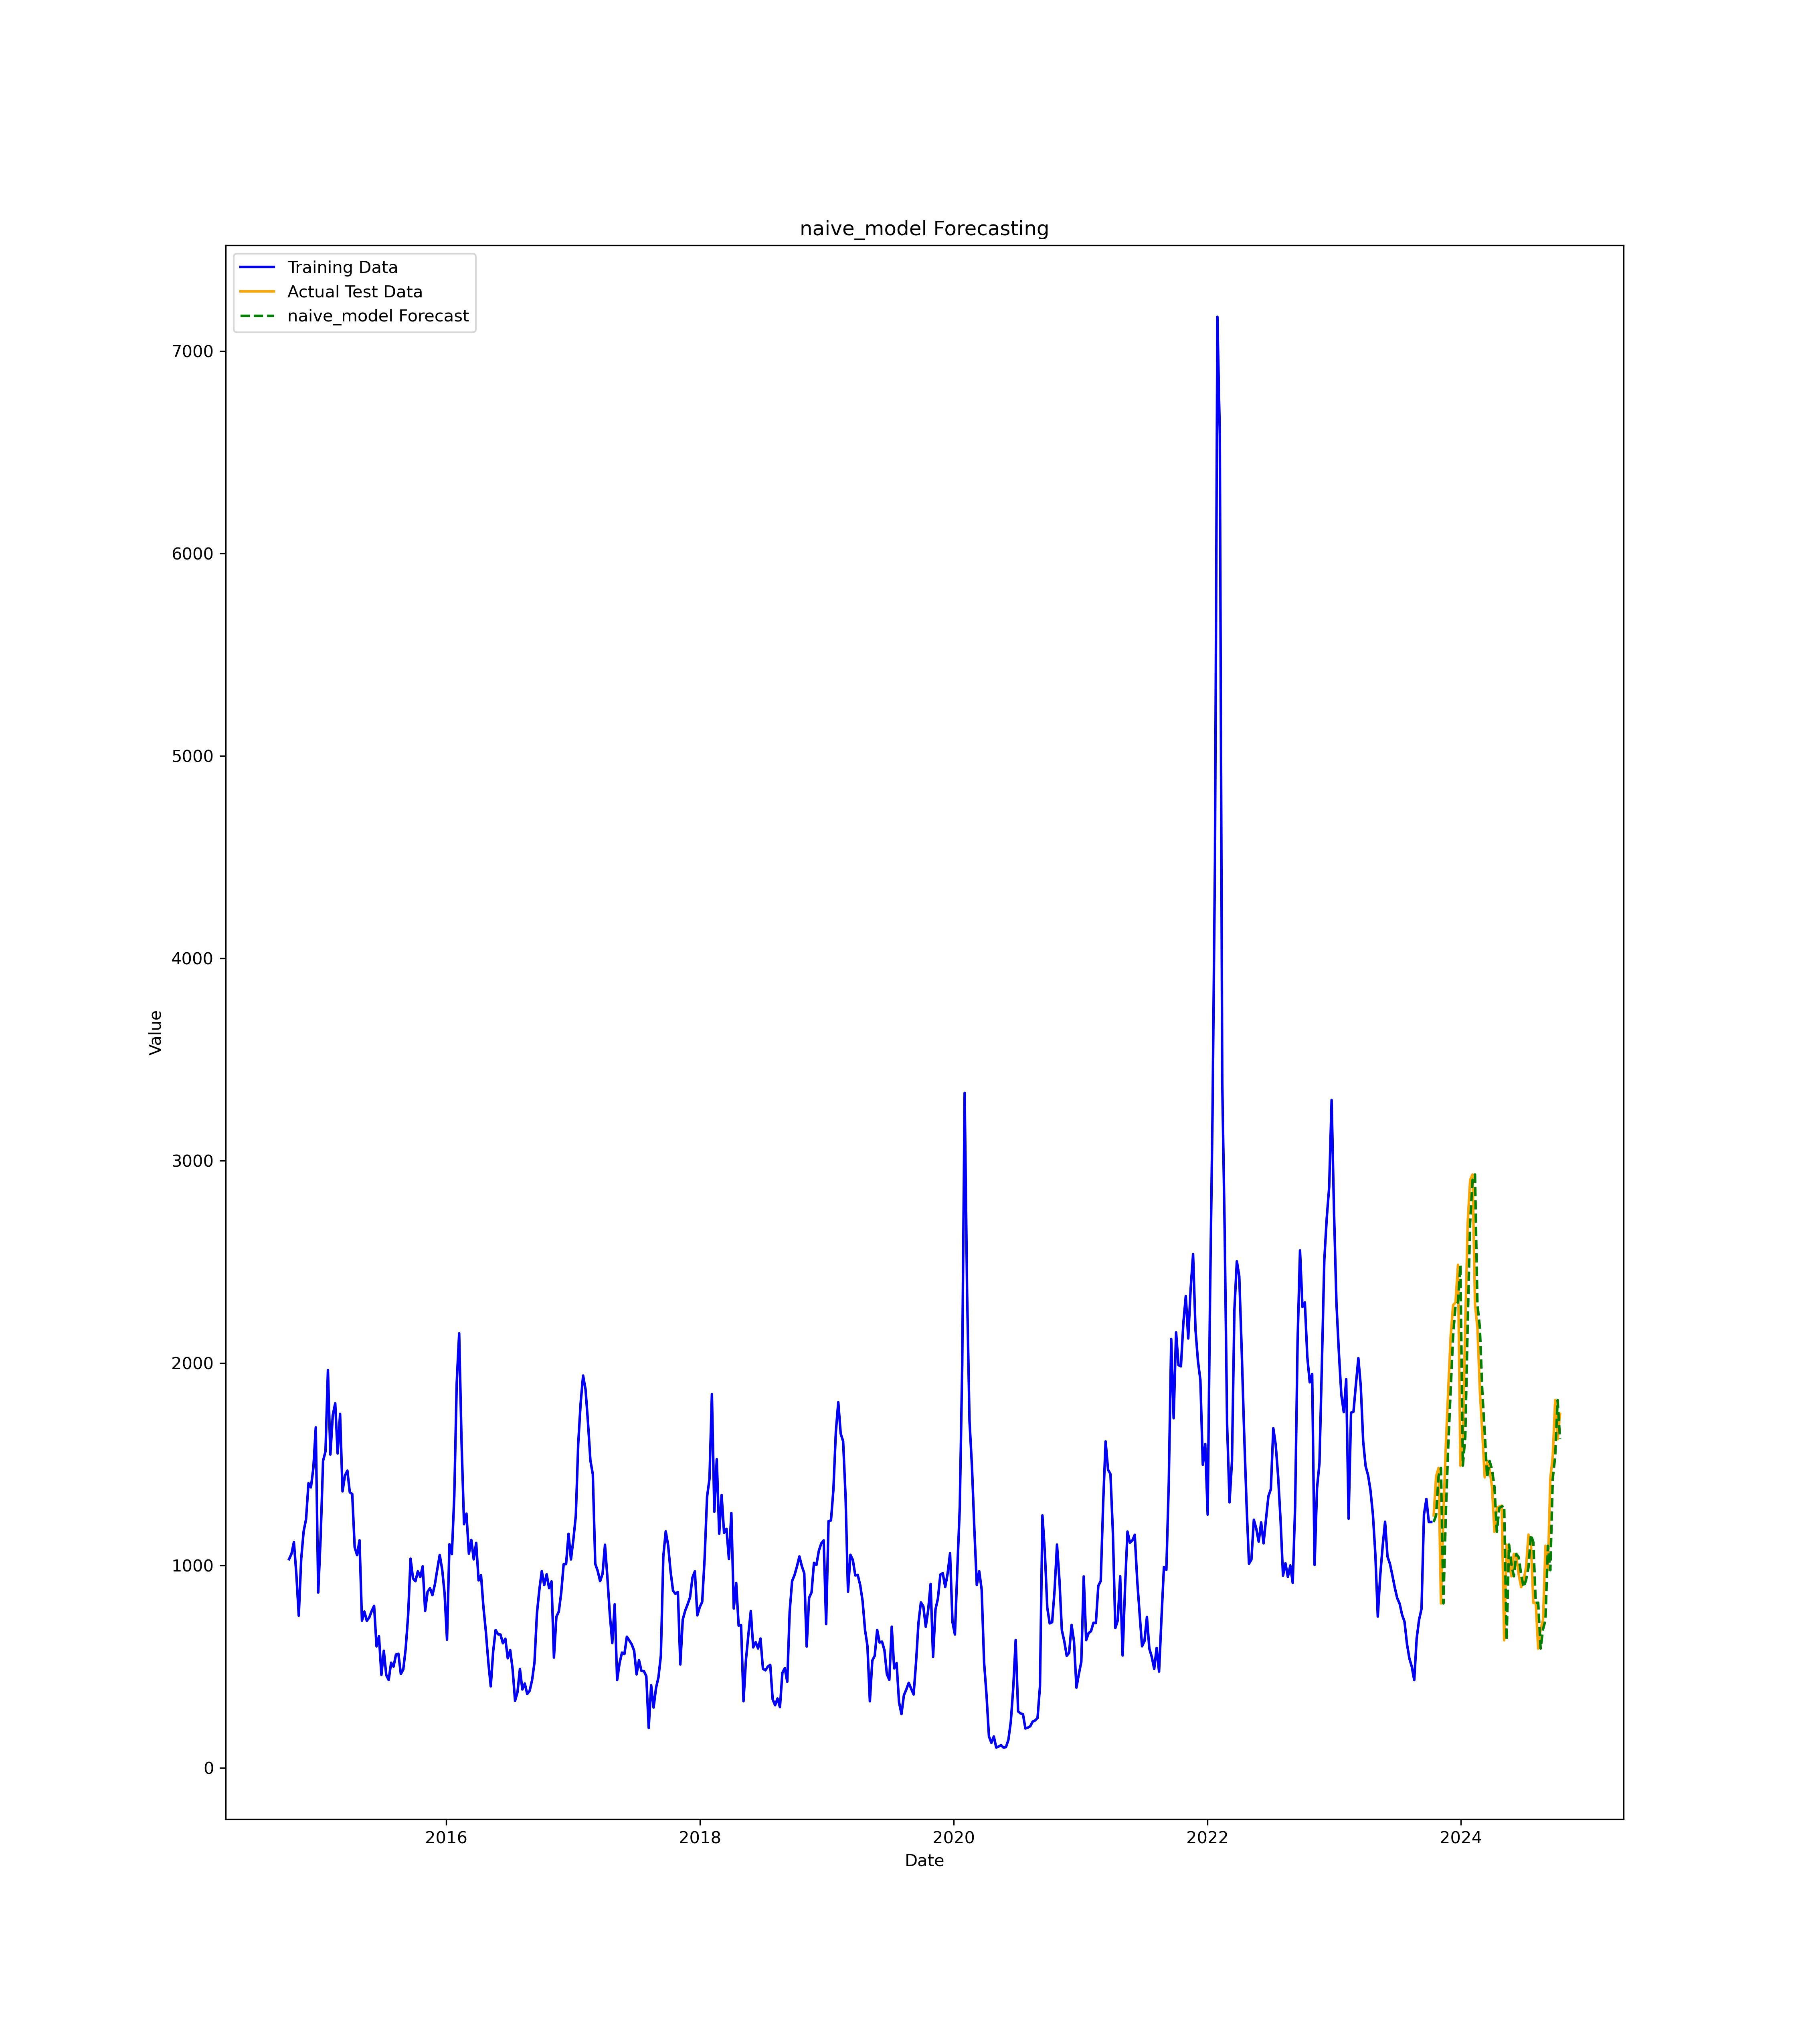 naive_model Forecasting
Training Data
Actual Test Data
naive_model Forecast
7000
6000
5000
4000
3000
2000
1000
0
Value
2016 2018 2020 2022 2024
Date